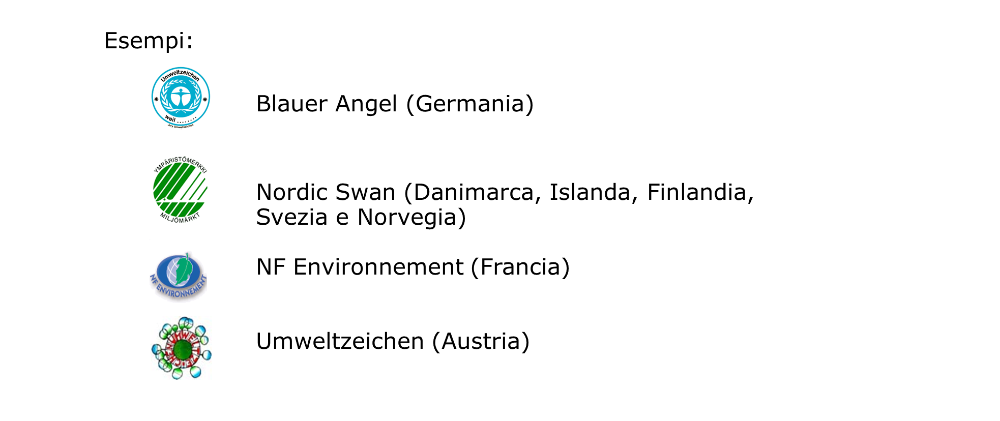 Esempi:
Umweltzeichen
weil ........
Jury Umweltzeichen
Blauer Angel (Germania)
YMPÄRISTÖMERKKI
MILJÖMÄRKT
Nordic Swan (Danimarca, Islanda, Finlandia,
Svezia e Norvegia)
NF ENVIRONNEMENT
NF Environnement (Francia)
UMWELTZEICHEN
Umweltzeichen (Austria)